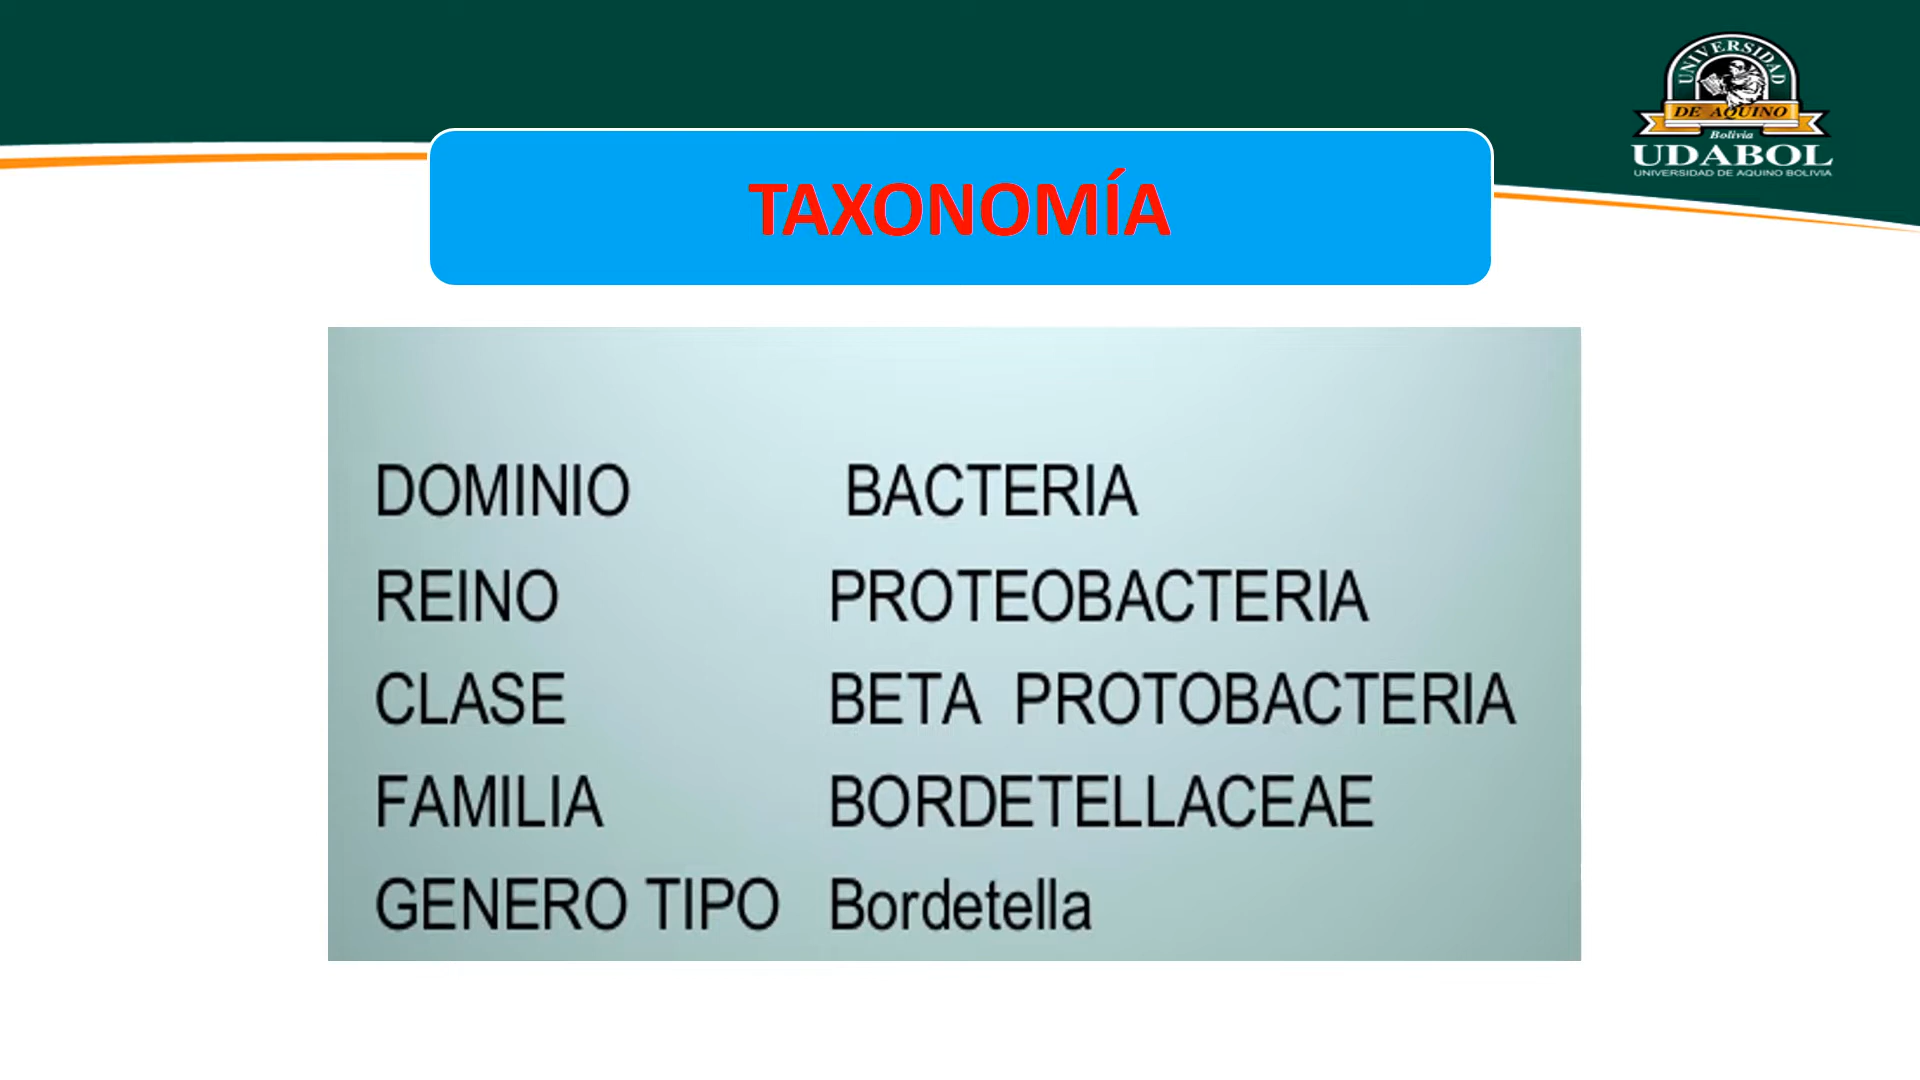 UNIVERSIDAD
DE AQUINO
Bolivia
UDABOL
UNIVERSIDAD DE AQUINO BOLIVIA
TAXONOMÍA
DOMINIO BACTERIA
REINO PROTEOBACTERIA
CLASE BETA PROTOBACTERIA
FAMILIA BORDETELLACEAE
GENERO TIPO Bordetella